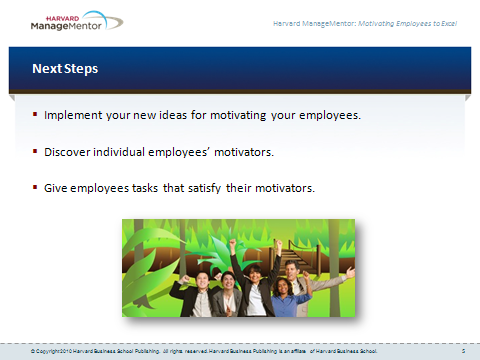 HARVARD
MANAGEMENTOR
Harvard ManageMentor: Motivating Employees to Excel
Next Steps
▪ Implement your new ideas for motivating your employees.
▪ Discover individual employees' motivators.
▪ Give employees tasks that satisfy their motivators.
© Copyright 2010 Harvard Business School Publishing. All rights reserved. Harvard Business Publishing is an affiliate of Harvard Business School.
5